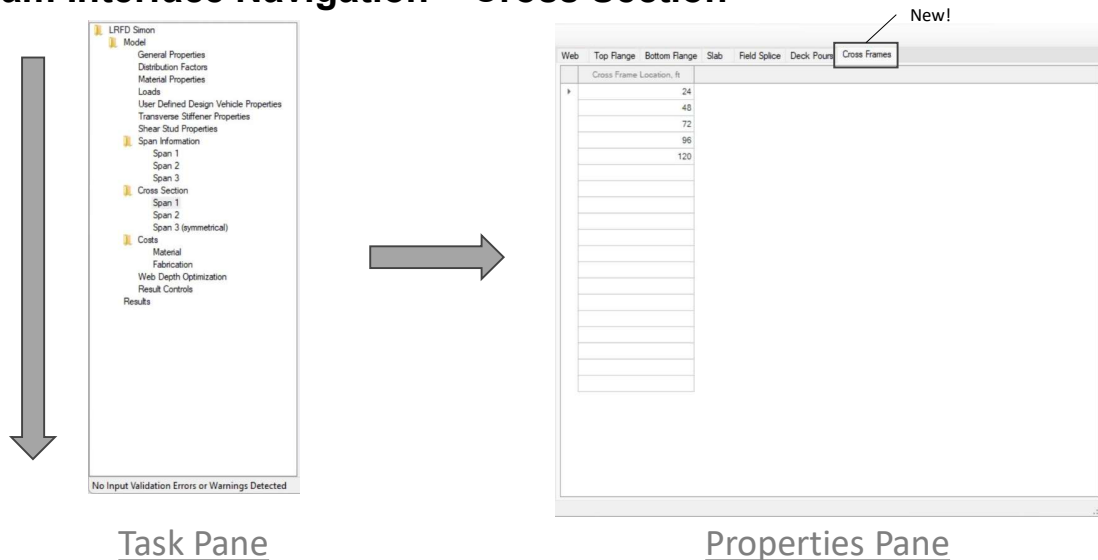 Interface Navigation – Cross Section
New!
LRFD Simon
Model
General Properties
Distribution Factors
Material Properties
Loads
User Defined Design Vehicle Properties
Transverse Stiffener Properties
Shear Stud Properties
Span Information
Span 1
Span 2
Span 3
Cross Section
Span 1
Span 2
Span 3 (symmetrical)
Costs
Material
Fabrication
Web Depth Optimization
Result Controls
Results
No Input Validation Errors or Warnings Detected
Task Pane
Web Top Flange Bottom Flange Slab Field Splice Deck Pours Cross Frames
Cross Frame Location, ft
24
48
72
96
120
Properties Pane